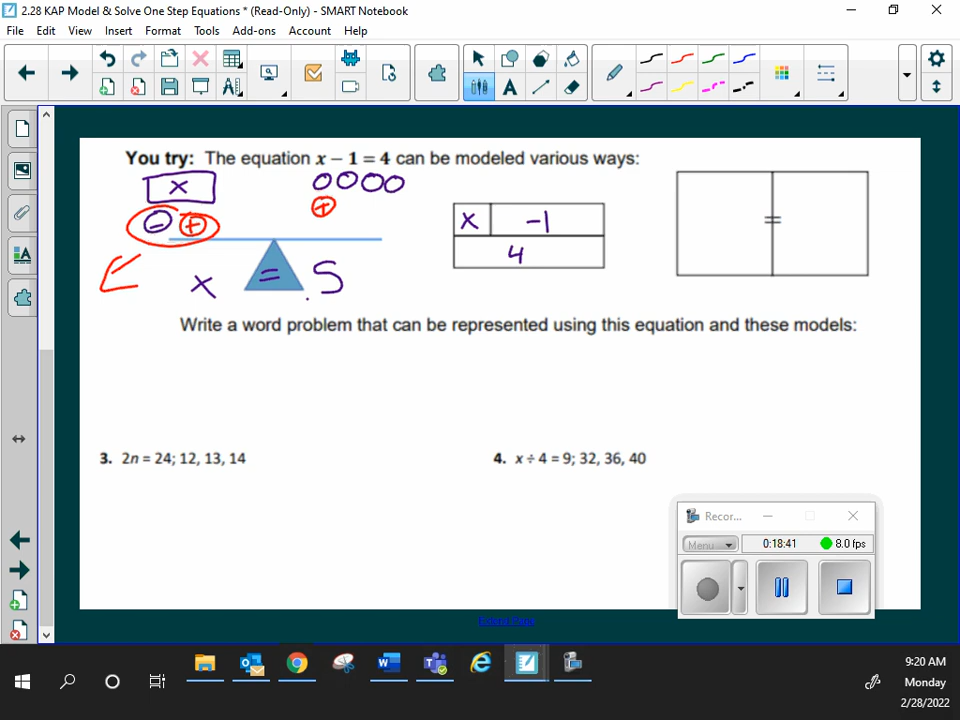 2.28 KAP Model & Solve One Step Equations * (Read-Only) - SMART Notebook
File Edit View Insert Format Tools Add-ons Account Help
You try: The equation x − 1 = 4 can be modeled various ways:
x
- +
+
x = 5
x -1
4
=
Write a word problem that can be represented using this equation and these models:
3. 2n = 24; 12, 13, 14
4. x ÷ 4 = 9; 32, 36, 40
Recor...
Menu 0:18:41 8.0 fps
Extend Page
9:20 AM
Monday
2/28/2022